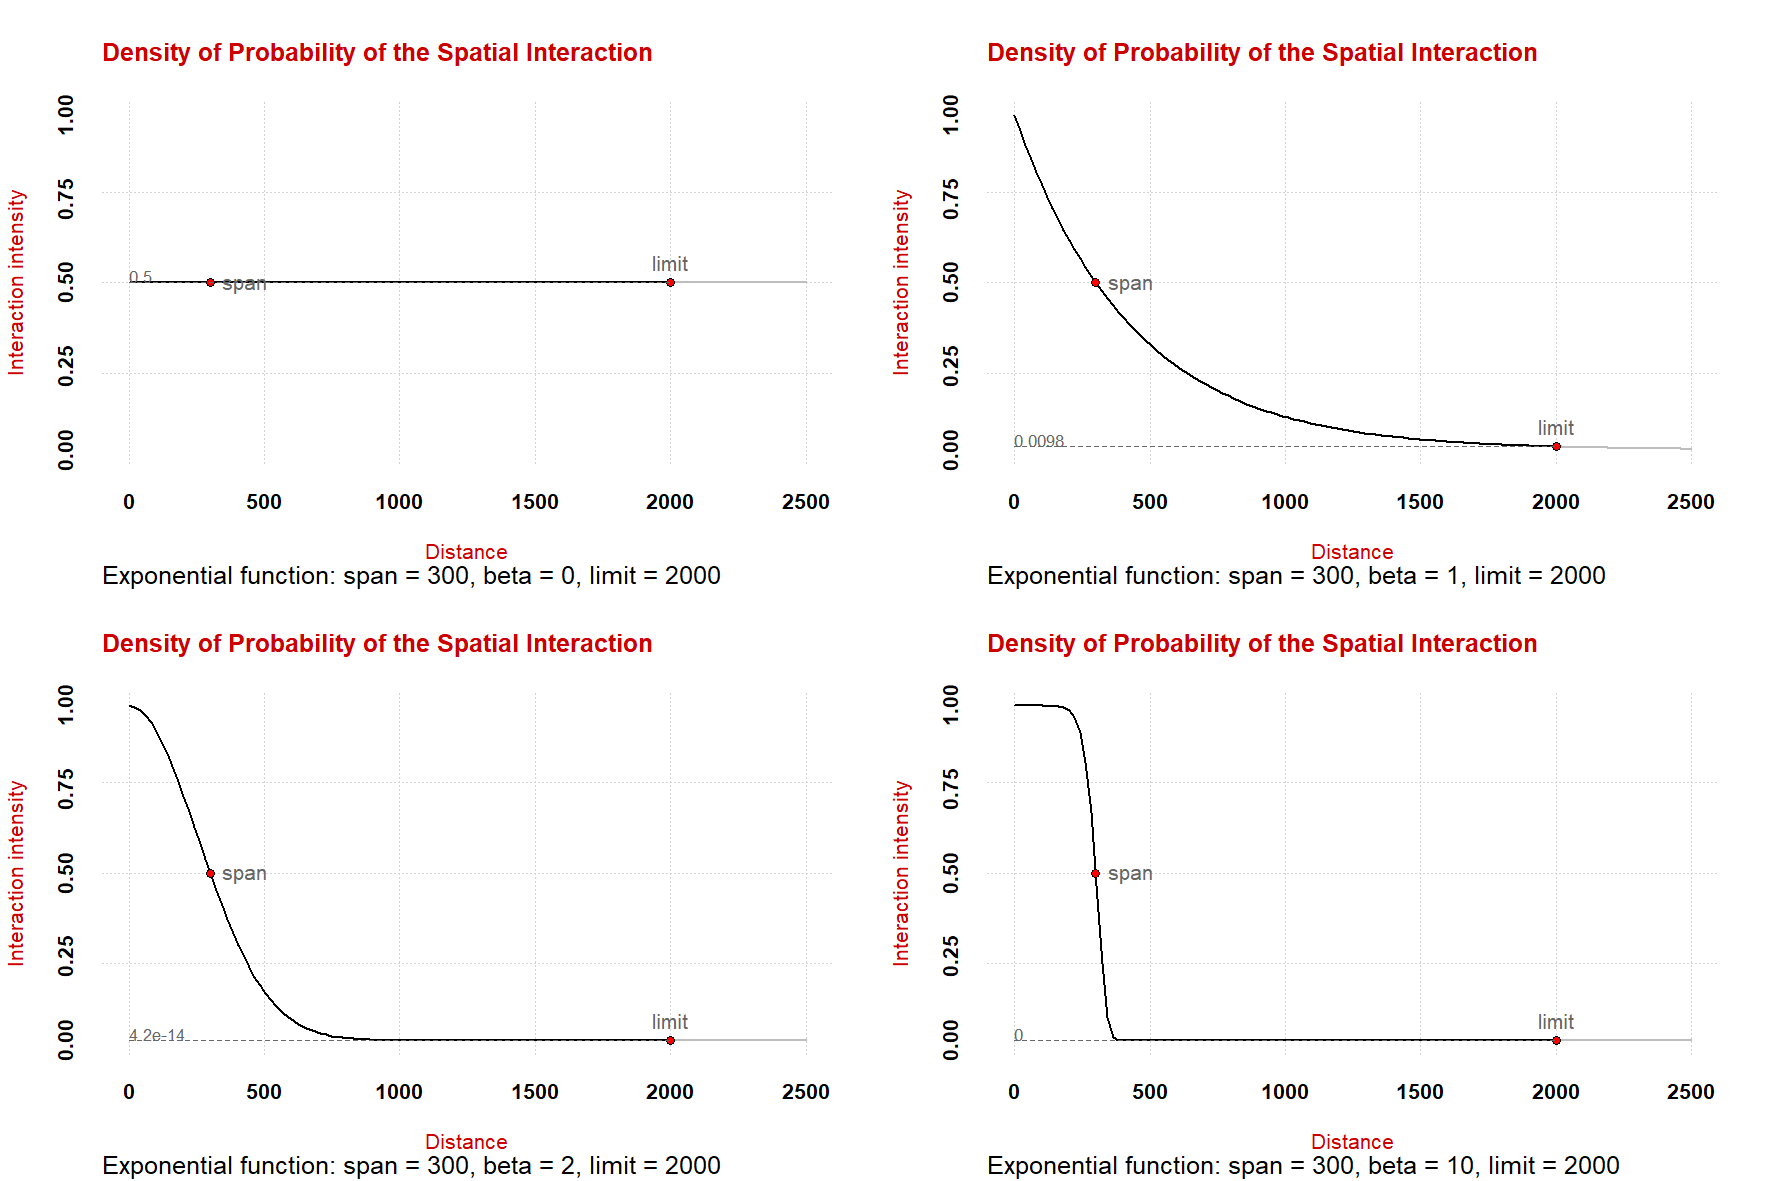 Density of Probability of the Spatial Interaction
Interaction intensity
1.00
0.75
0.50
0.25
0.00
0.5
span
limit
0 500 1000 1500 2000 2500
Distance
Exponential function: span = 300, beta = 0, limit = 2000
Density of Probability of the Spatial Interaction
Interaction intensity
1.00
0.75
0.50
0.25
0.00
span
limit
0.0098
0 500 1000 1500 2000 2500
Distance
Exponential function: span = 300, beta = 1, limit = 2000
Density of Probability of the Spatial Interaction
Interaction intensity
1.00
0.75
0.50
0.25
0.00
span
limit
4.2e-14
0 500 1000 1500 2000 2500
Distance
Exponential function: span = 300, beta = 2, limit = 2000
Density of Probability of the Spatial Interaction
Interaction intensity
1.00
0.75
0.50
0.25
0.00
span
limit
0
0 500 1000 1500 2000 2500
Distance
Exponential function: span = 300, beta = 10, limit = 2000